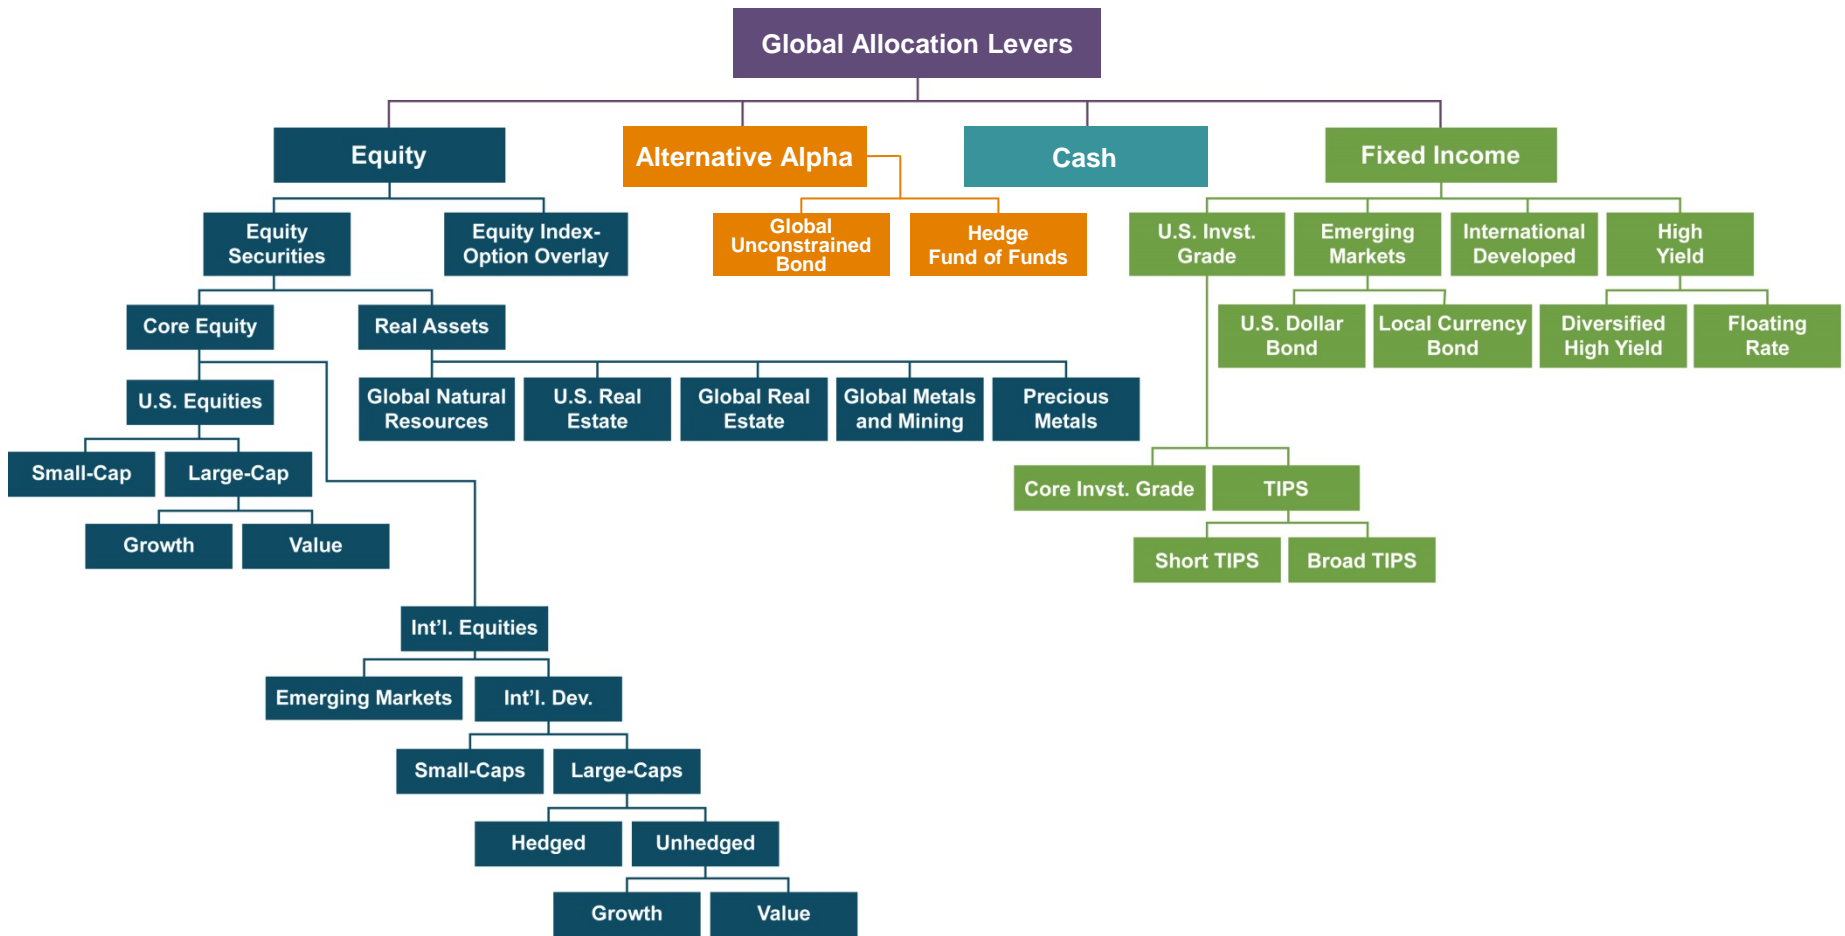 Global Allocation Levers
Equity
Alternative Alpha
Cash
Fixed Income
Equity
Securities
Equity Index-
Option Overlay
Global
Unconstrained
Bond
Hedge
Fund of Funds
U.S. Invst.
Grade
Emerging
Markets
International
Developed
High
Yield
Core Equity
Real Assets
U.S. Dollar
Bond
Local Currency
Bond
Diversified
High Yield
Floating
Rate
U.S. Equities
Global Natural
Resources
U.S. Real
Estate
Global Real
Estate
Global Metals
and Mining
Precious
Metals
Small-Cap
Large-Cap
Core Invst. Grade
TIPS
Growth
Value
Short TIPS
Broad TIPS
Int’l. Equities
Emerging Markets
Int’l. Dev.
Small-Caps
Large-Caps
Hedged
Unhedged
Growth
Value